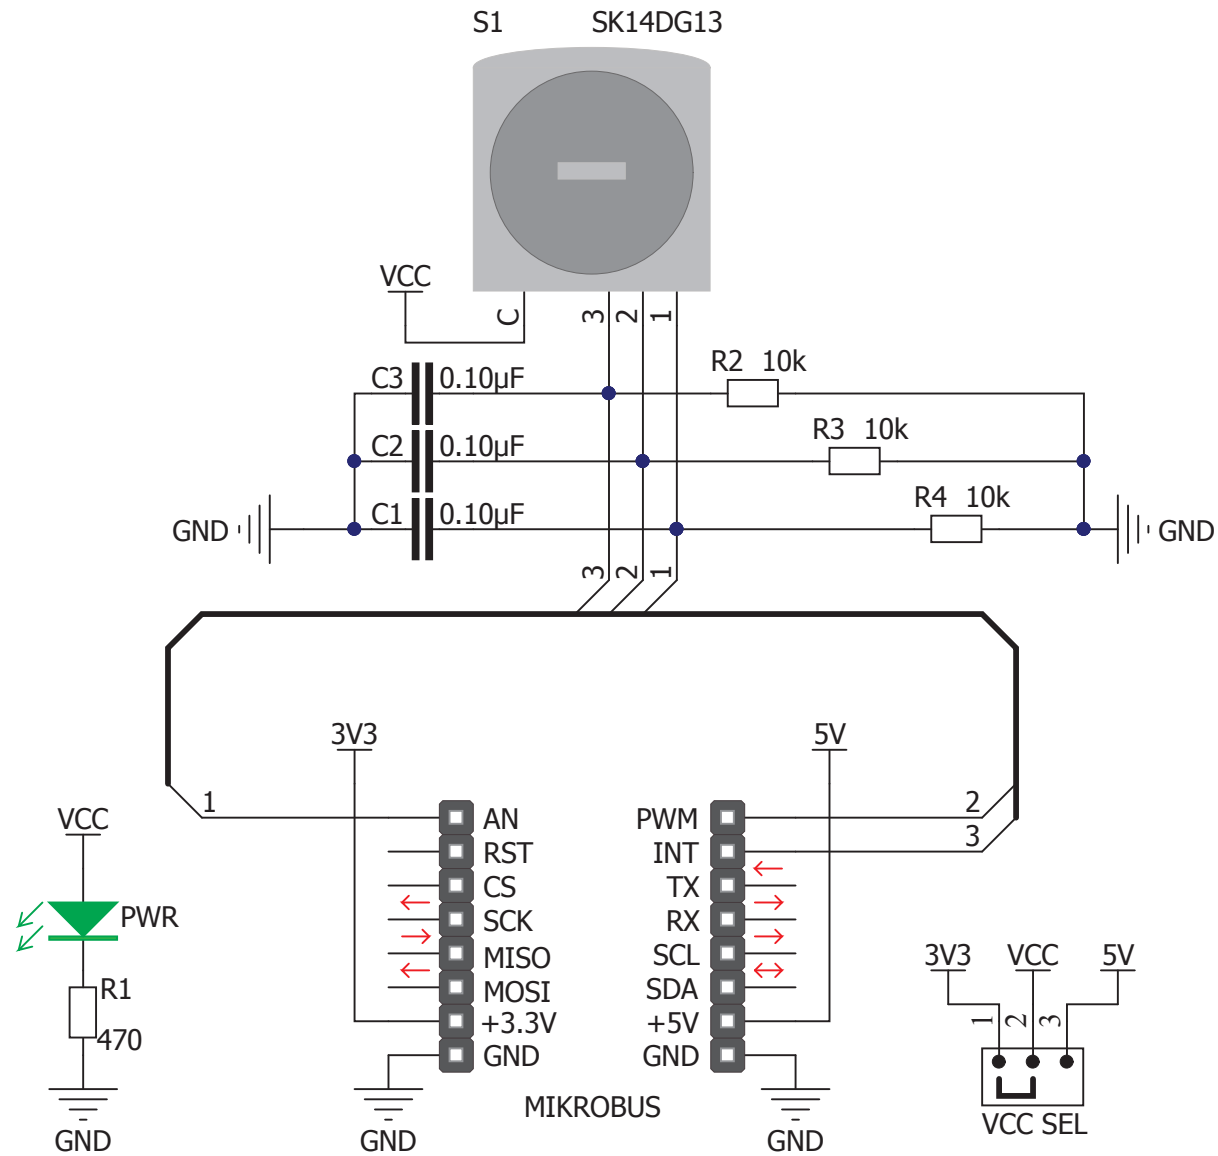 S1 SK14DG13
VCC
C 3 2 1
R2 10k
C3 0.10µF
R3 10k
C2 0.10µF
R4 10k
C1 0.10µF
GND
GND
3 2 1
3V3
5V
1
2
3
AN
RST
CS
SCK
MISO
MOSI
+3.3V
GND
PWM
INT
TX
RX
SCL
SDA
+5V
GND
MIKROBUS
GND
GND
VCC
PWR
R1
470
GND
3V3 VCC 5V
1 2 3
VCC SEL